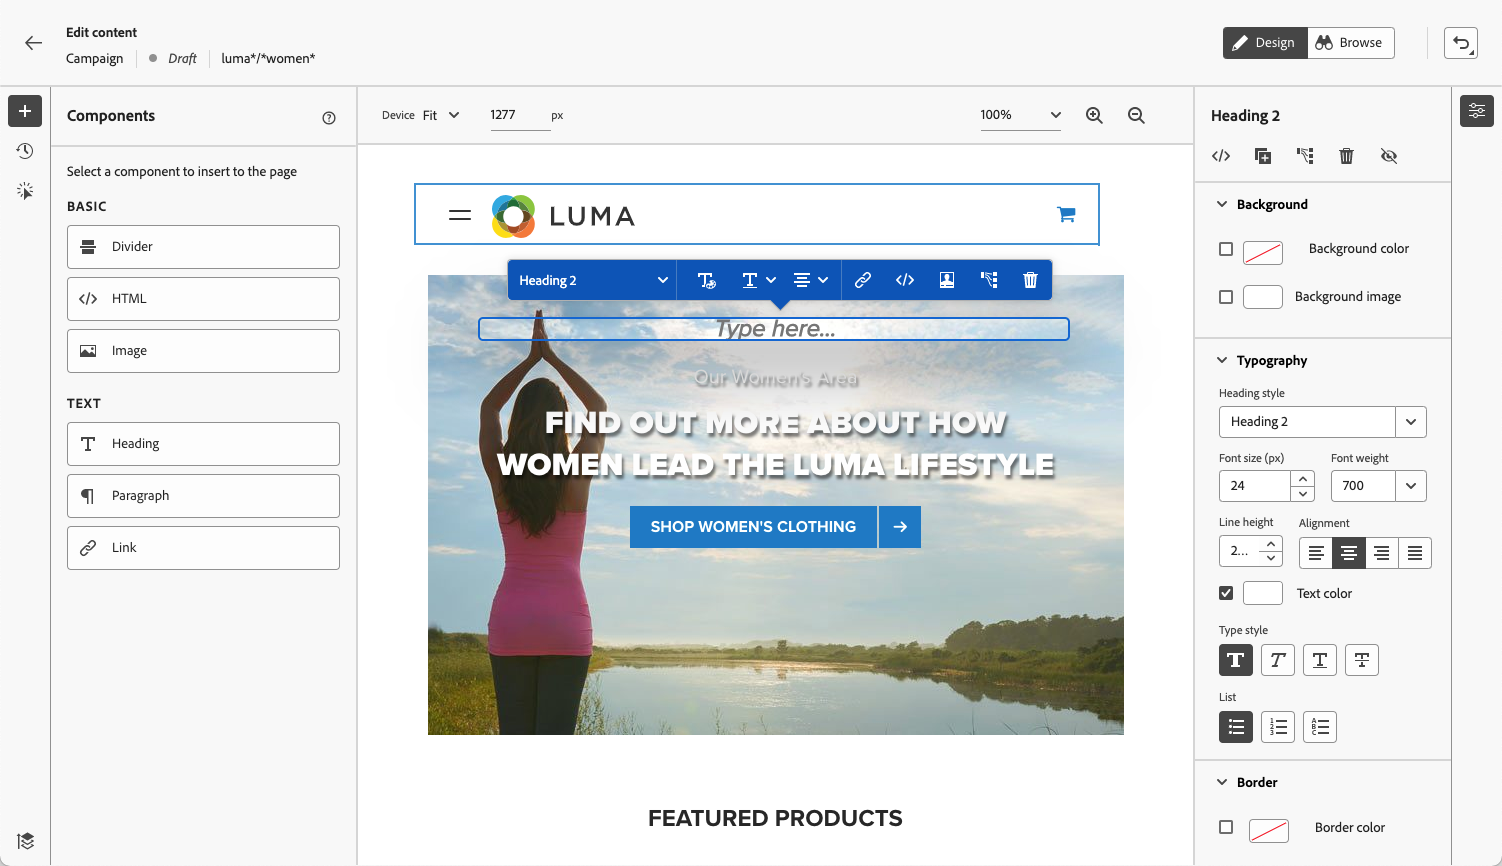 Edit content
Campaign
Draft
luma*/*women*
Design
Browse
Components
Select a component to insert to the page
BASIC
Divider
HTML
Image
TEXT
Heading
Paragraph
Link
Device
Fit
1277
px
100%
LUMA
Heading 2
Type here...
Our Women's Area
FIND OUT MORE ABOUT HOW
WOMEN LEAD THE LUMA LIFESTYLE
SHOP WOMEN'S CLOTHING
FEATURED PRODUCTS
Heading 2
Background
Background color
Background image
Typography
Heading style
Heading 2
Font size (px)
Font weight
24
700
Line height
Alignment
2...
Text color
Type style
List
Border
Border color